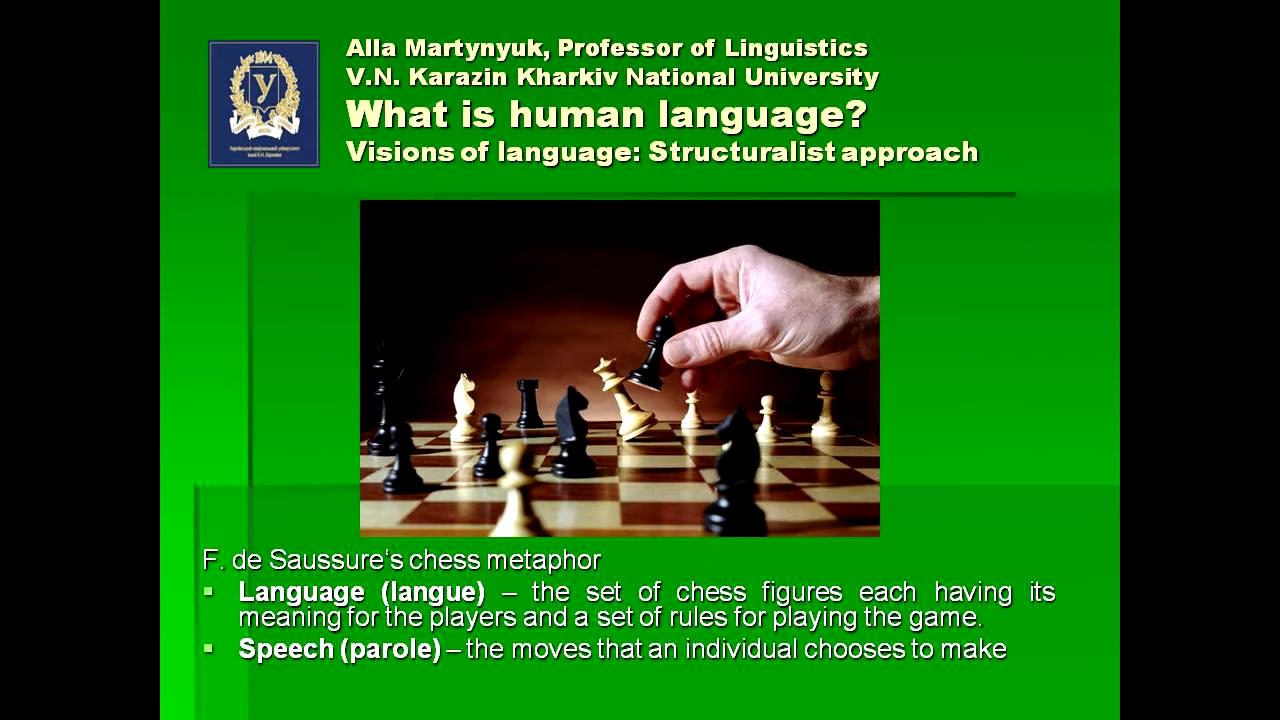 Alla Martynyuk, Professor of Linguistics
V.N. Karazin Kharkiv National University
What is human language?
Visions of language: Structuralist approach
У
F. de Saussure's chess metaphor
▪ Language (langue) – the set of chess figures each having its
meaning for the players and a set of rules for playing the game.
▪ Speech (parole) – the moves that an individual chooses to make